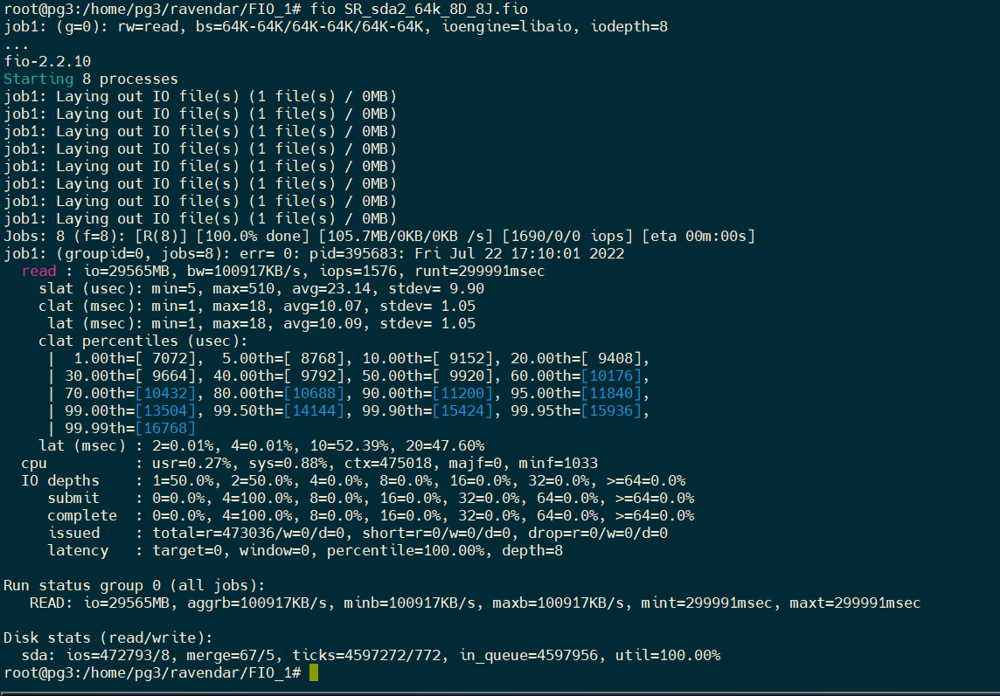 root@pg3:/home/pg3/ravendar/FIO_1# fio SR_sda2_64k_8D_8J.fio
job1: (g=0): rw=read, bs=64K-64K/64K-64K/64K-64K, ioengine=libaio, iodepth=8
...
fio-2.2.10
Starting 8 processes
job1: Laying out IO file(s) (1 file(s) / 0MB)
job1: Laying out IO file(s) (1 file(s) / 0MB)
job1: Laying out IO file(s) (1 file(s) / 0MB)
job1: Laying out IO file(s) (1 file(s) / 0MB)
job1: Laying out IO file(s) (1 file(s) / 0MB)
job1: Laying out IO file(s) (1 file(s) / 0MB)
job1: Laying out IO file(s) (1 file(s) / 0MB)
job1: Laying out IO file(s) (1 file(s) / 0MB)
Jobs: 8 (f=8): [R(8)] [100.0% done] [105.7MB/0KB/0KB /s] [1690/0/0 iops] [eta 00m:00s]
job1: (groupid=0, jobs=8): err= 0: pid=395683: Fri Jul 22 17:10:01 2022
  read : io=29565MB, bw=100917KB/s, iops=1576, runt=299991msec
    slat (usec): min=5, max=510, avg=23.14, stdev= 9.90
    clat (msec): min=1, max=18, avg=10.07, stdev= 1.05
     lat (msec): min=1, max=18, avg=10.09, stdev= 1.05
    clat percentiles (usec):
     |  1.00th=[ 7072],  5.00th=[ 8768], 10.00th=[ 9152], 20.00th=[ 9408],
     | 30.00th=[ 9664], 40.00th=[ 9792], 50.00th=[ 9920], 60.00th=[10176],
     | 70.00th=[10432], 80.00th=[10688], 90.00th=[11200], 95.00th=[11840],
     | 99.00th=[13504], 99.50th=[14144], 99.90th=[15424], 99.95th=[15936],
     | 99.99th=[16768]
    lat (msec) : 2=0.01%, 4=0.01%, 10=52.39%, 20=47.60%
  cpu          : usr=0.27%, sys=0.88%, ctx=475018, majf=0, minf=1033
  IO depths    : 1=50.0%, 2=50.0%, 4=0.0%, 8=0.0%, 16=0.0%, 32=0.0%, >=64=0.0%
     submit    : 0=0.0%, 4=100.0%, 8=0.0%, 16=0.0%, 32=0.0%, 64=0.0%, >=64=0.0%
     complete  : 0=0.0%, 4=100.0%, 8=0.0%, 16=0.0%, 32=0.0%, 64=0.0%, >=64=0.0%
     issued    : total=r=473036/w=0/d=0, short=r=0/w=0/d=0, drop=r=0/w=0/d=0
     latency   : target=0, window=0, percentile=100.00%, depth=8

Run status group 0 (all jobs):
   READ: io=29565MB, aggrb=100917KB/s, minb=100917KB/s, maxb=100917KB/s, mint=299991msec, maxt=299991msec

Disk stats (read/write):
  sda: ios=472793/8, merge=67/5, ticks=4597272/772, in_queue=4597956, util=100.00%
root@pg3:/home/pg3/ravendar/FIO_1#